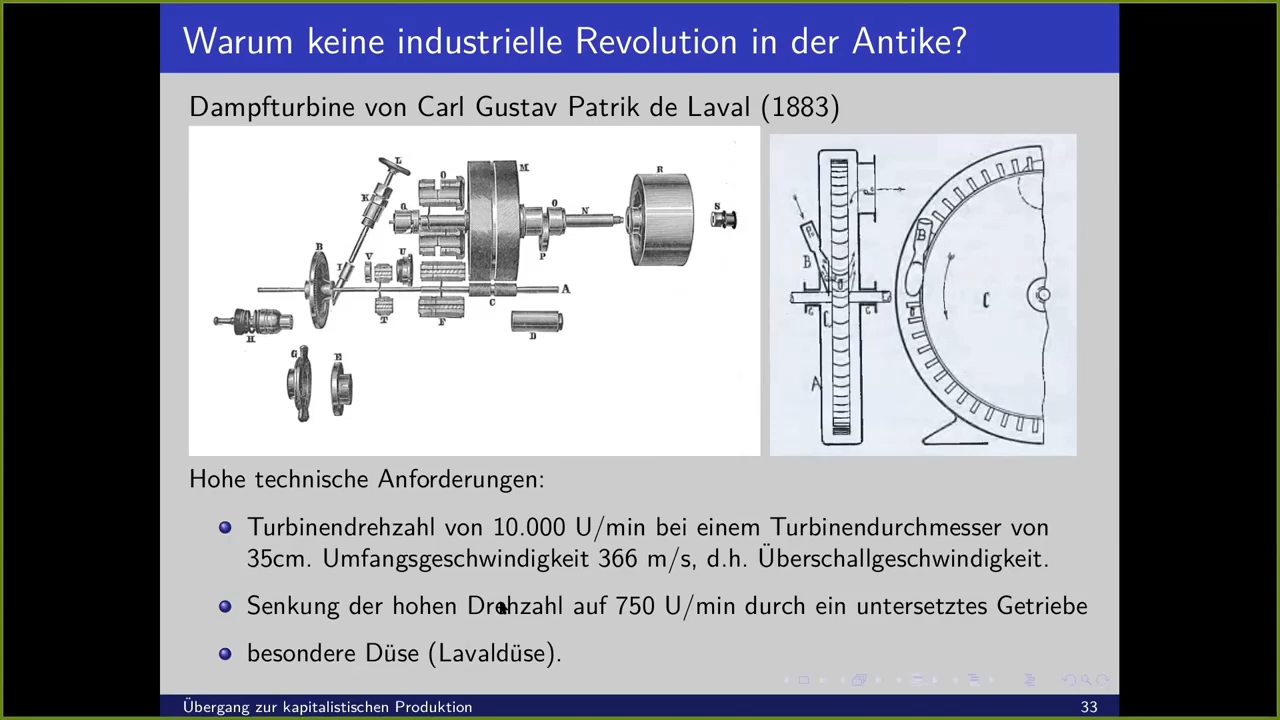 Warum keine industrielle Revolution in der Antike?
Dampfturbine von Carl Gustav Patrik de Laval (1883)
L
K
O
M
R
Q
O
N
S
B
I
V
U
P
A
C
T
F
D
H
G
E
B
A
B
C
Hohe technische Anforderungen:
Turbinendrehzahl von 10.000 U/min bei einem Turbinendurchmesser von
35cm. Umfangsgeschwindigkeit 366 m/s, d.h. Überschallgeschwindigkeit.
Senkung der hohen Drehzahl auf 750 U/min durch ein untersetztes Getriebe
besondere Düse (Lavaldüse).
Übergang zur kapitalistischen Produktion 33